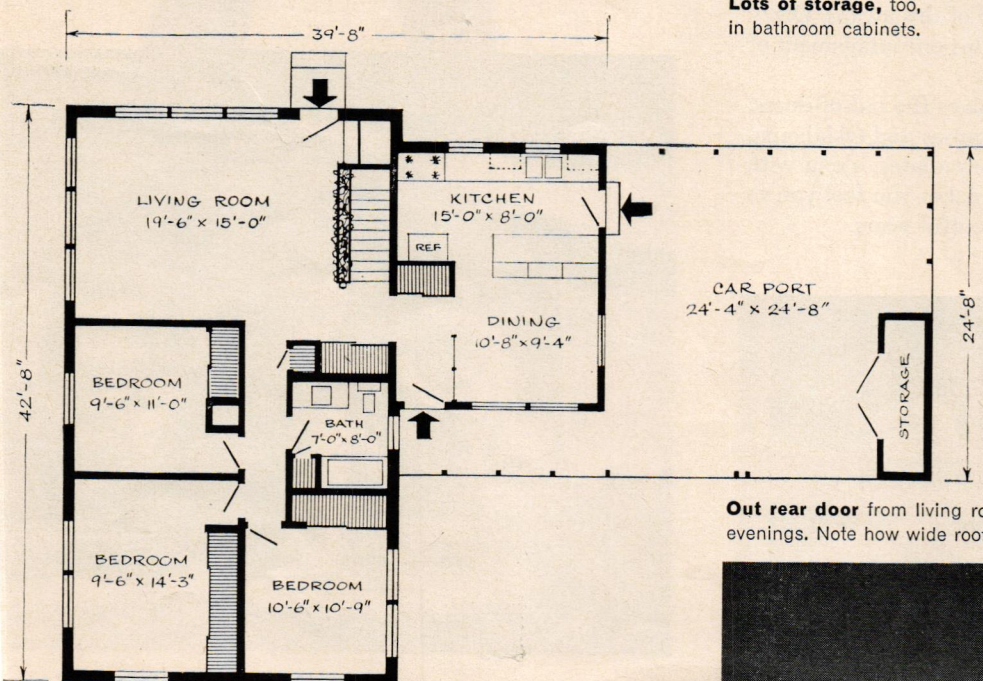 Lots of storage, too,
in bathroom cabinets.
39'-8"
LIVING ROOM
19'-6" x 15'-0"
KITCHEN
15'-0" x 8'-0"
REF
DINING
10'-8" x 9'-4"
CAR PORT
24'-4" x 24'-8"
24'-8"
STORAGE
42'-8"
BEDROOM
9'-6" x 11'-0"
BATH
7'-0" x 8'-0"
BEDROOM
9'-6" x 14'-3"
BEDROOM
10'-6" x 10'-9"
Out rear door from living
evenings. Note how wide